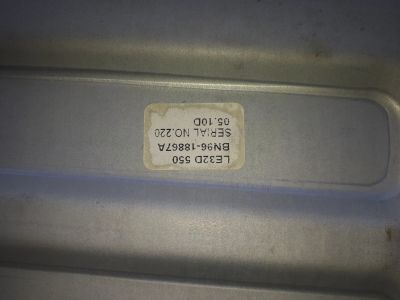 LE32D 550
BN96-18867A
SERIAL NO.220
05.10D